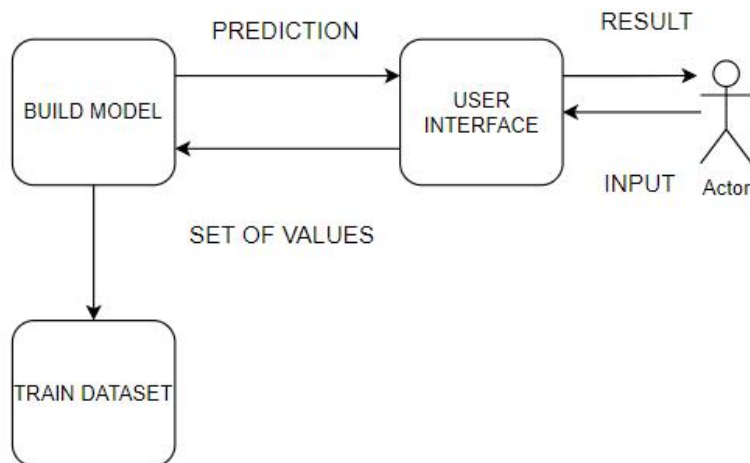 PREDICTION
RESULT
BUILD MODEL
USER
INTERFACE
INPUT
Actor
SET OF VALUES
TRAIN DATASET